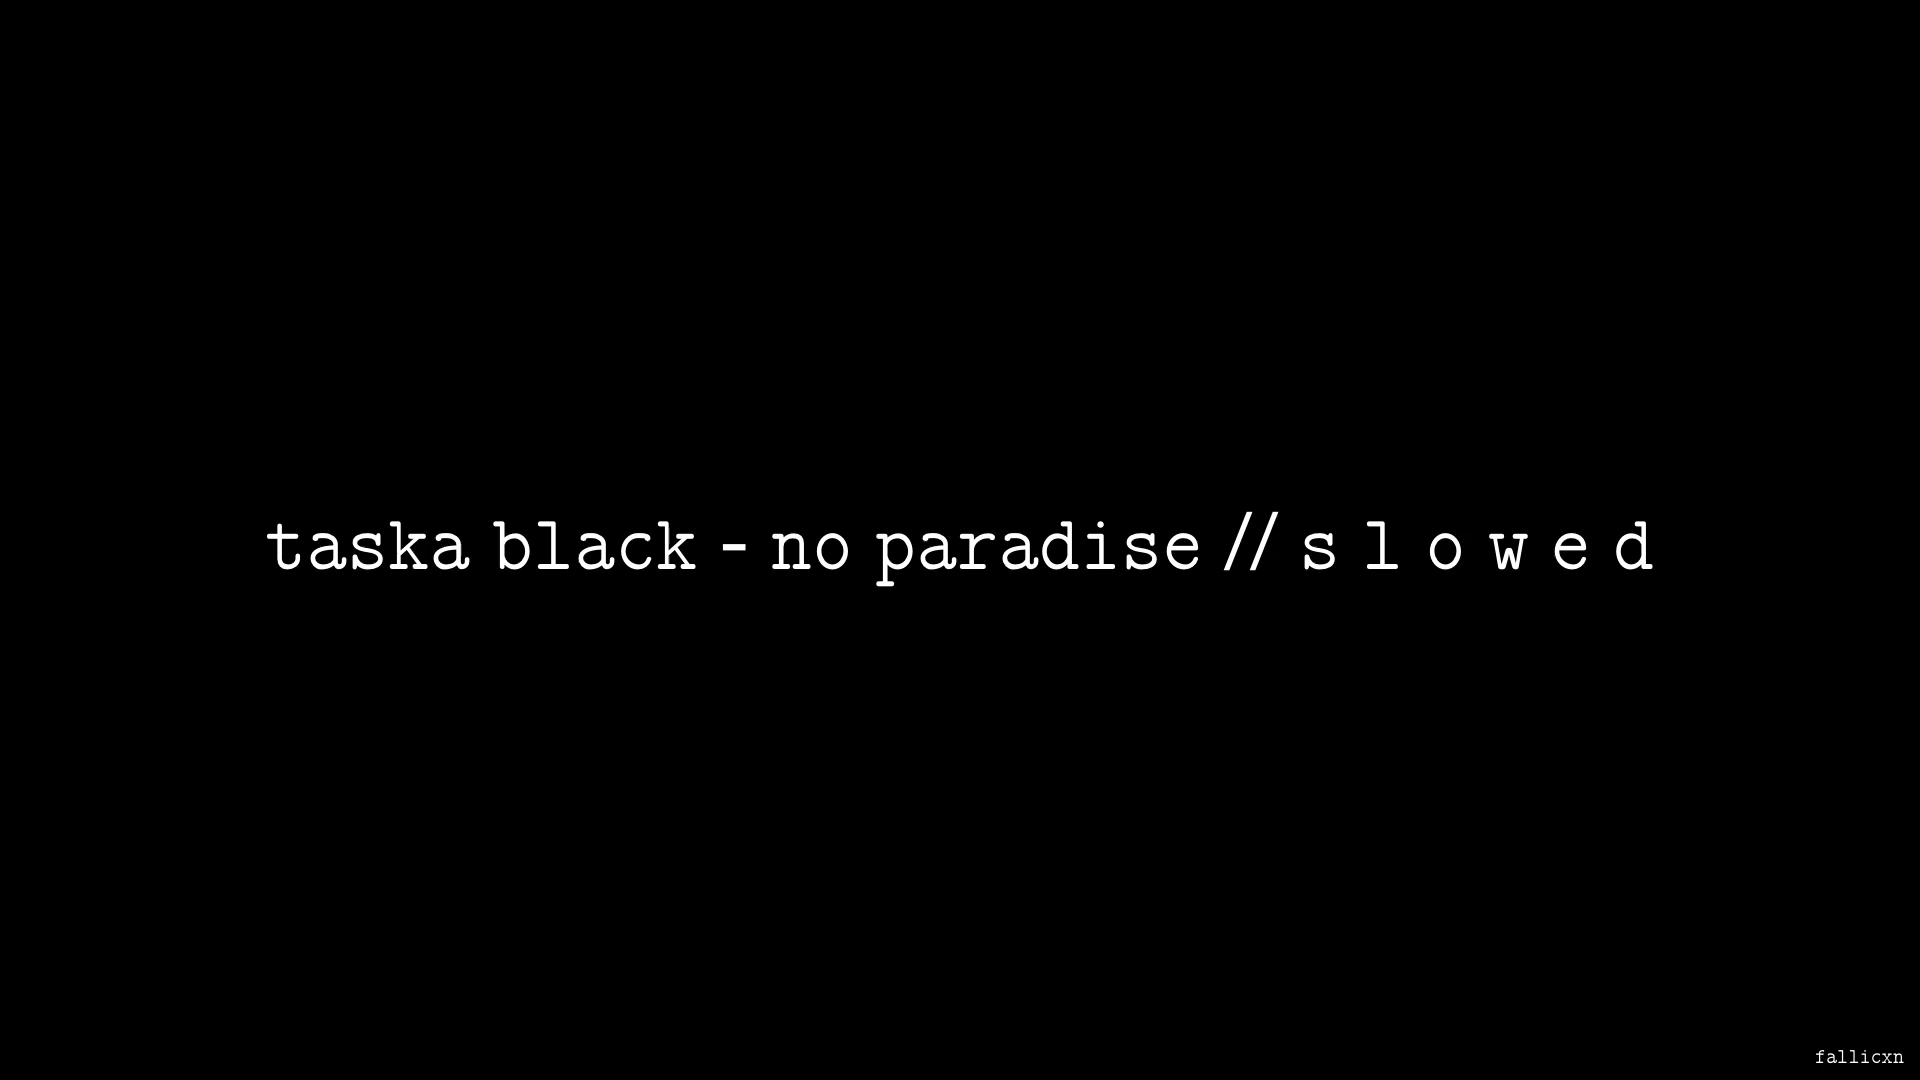 taska black - no paradise // s l o w e d
fallicxn